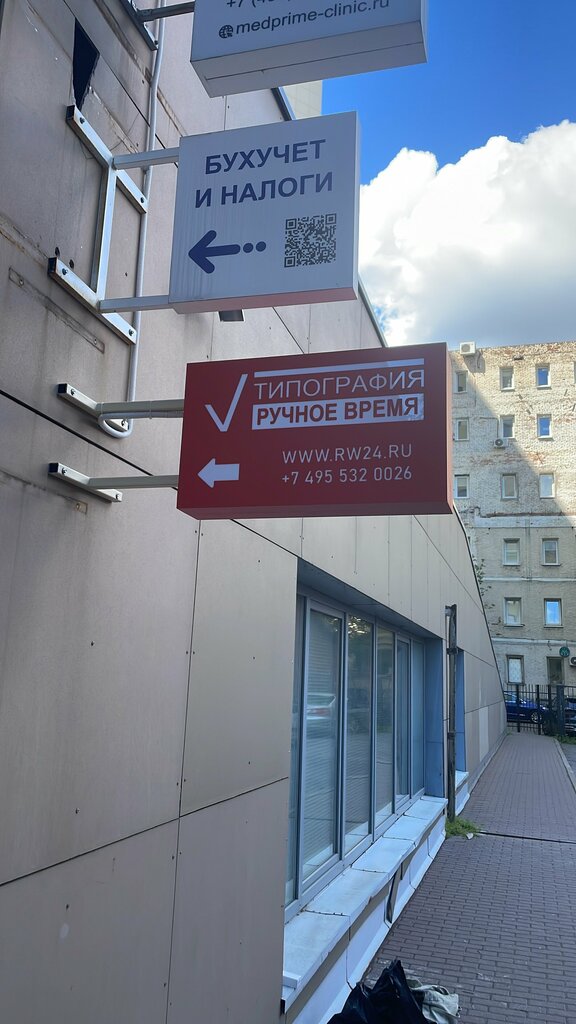 medprime-clinic.ru
БУХУЧЕТ
И НАЛОГИ
ТИПОГРАФИЯ
РУЧНОЕ ВРЕМЯ
WWW.RW24.RU
+7 495 532 0026